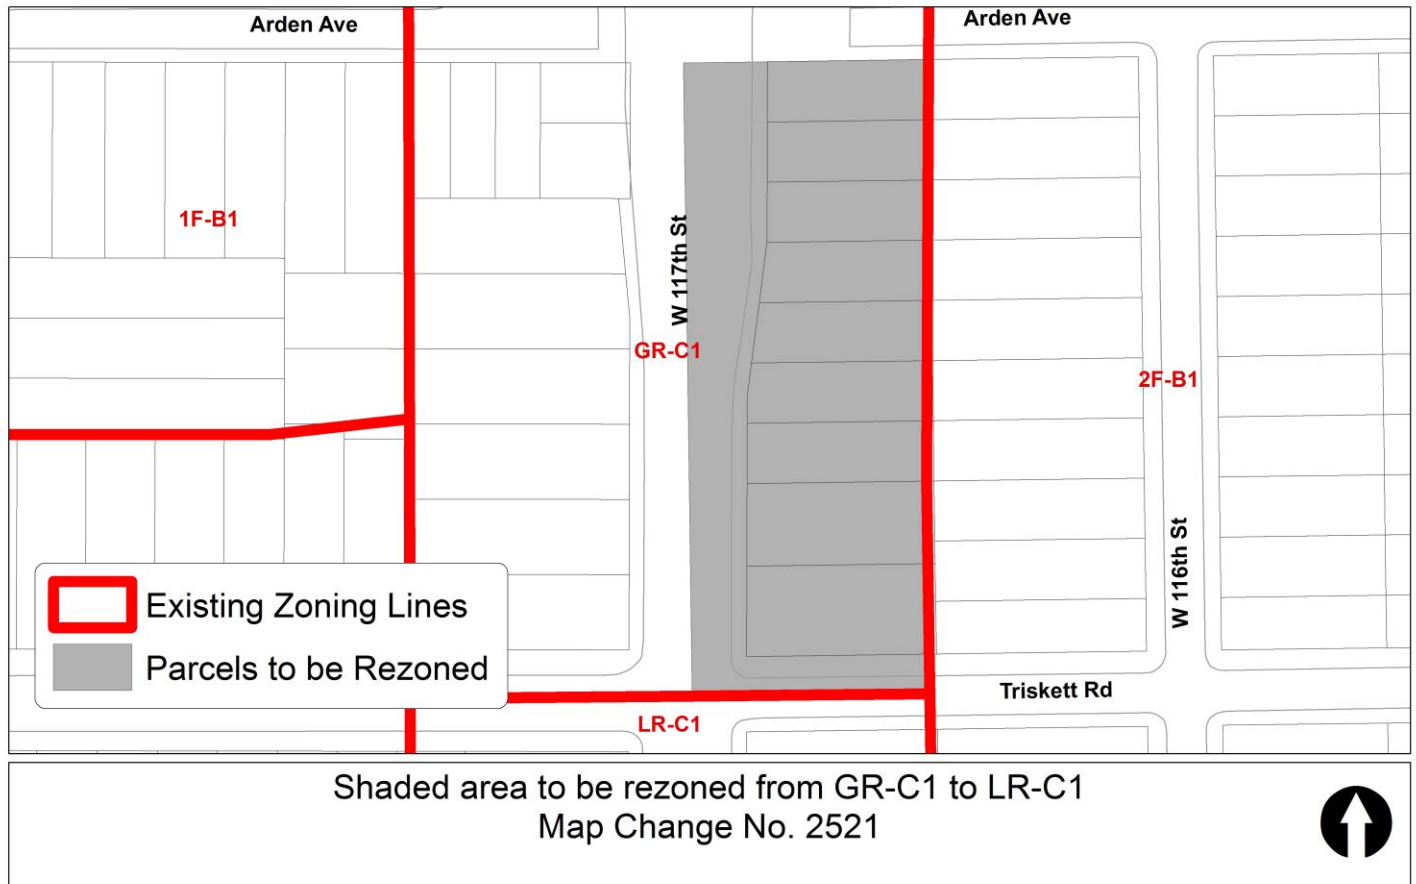 Arden Ave
Arden Ave
1F-B1
W 117th St
GR-C1
2F-B1
W 116th St
Existing Zoning Lines
Parcels to be Rezoned
Triskett Rd
LR-C1
Shaded area to be rezoned from GR-C1 to LR-C1
Map Change No. 2521